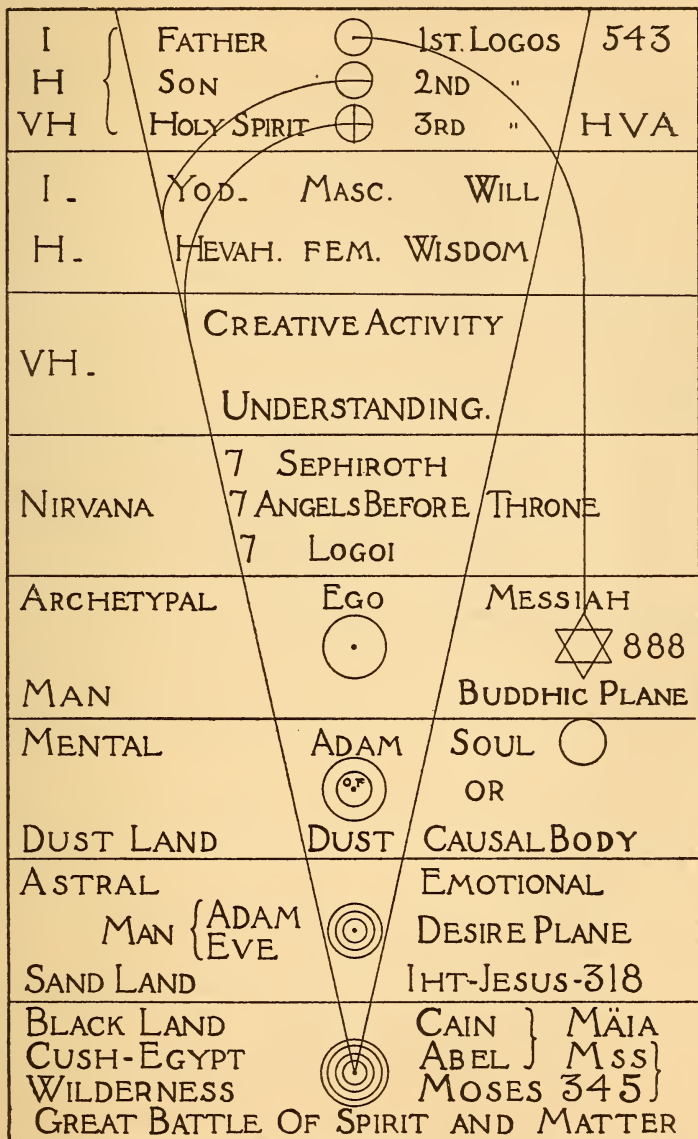 I FATHER 1ST. LOGOS 543
H SON 2ND "
VH HOLY SPIRIT 3RD " HVA
I - YOD - MASC. WILL
H - HEVAH. FEM. WISDOM
CREATIVE ACTIVITY
VH -
UNDERSTANDING.
7 SEPHIROTH
NIRVANA 7 ANGELS BEFORE THRONE
7 LOGOI
ARCHETYPAL EGO MESSIAH
888
MAN BUDDHIC PLANE
MENTAL ADAM SOUL
OF OR
DUST LAND DUST CAUSAL BODY
ASTRAL EMOTIONAL
MAN { ADAM DESIRE PLANE
EVE
SAND LAND IHT-JESUS-318
BLACK LAND CAIN } MÄIA
CUSH-EGYPT ABEL } MSS }
WILDERNESS MOSES 345 }
GREAT BATTLE OF SPIRIT AND MATTER